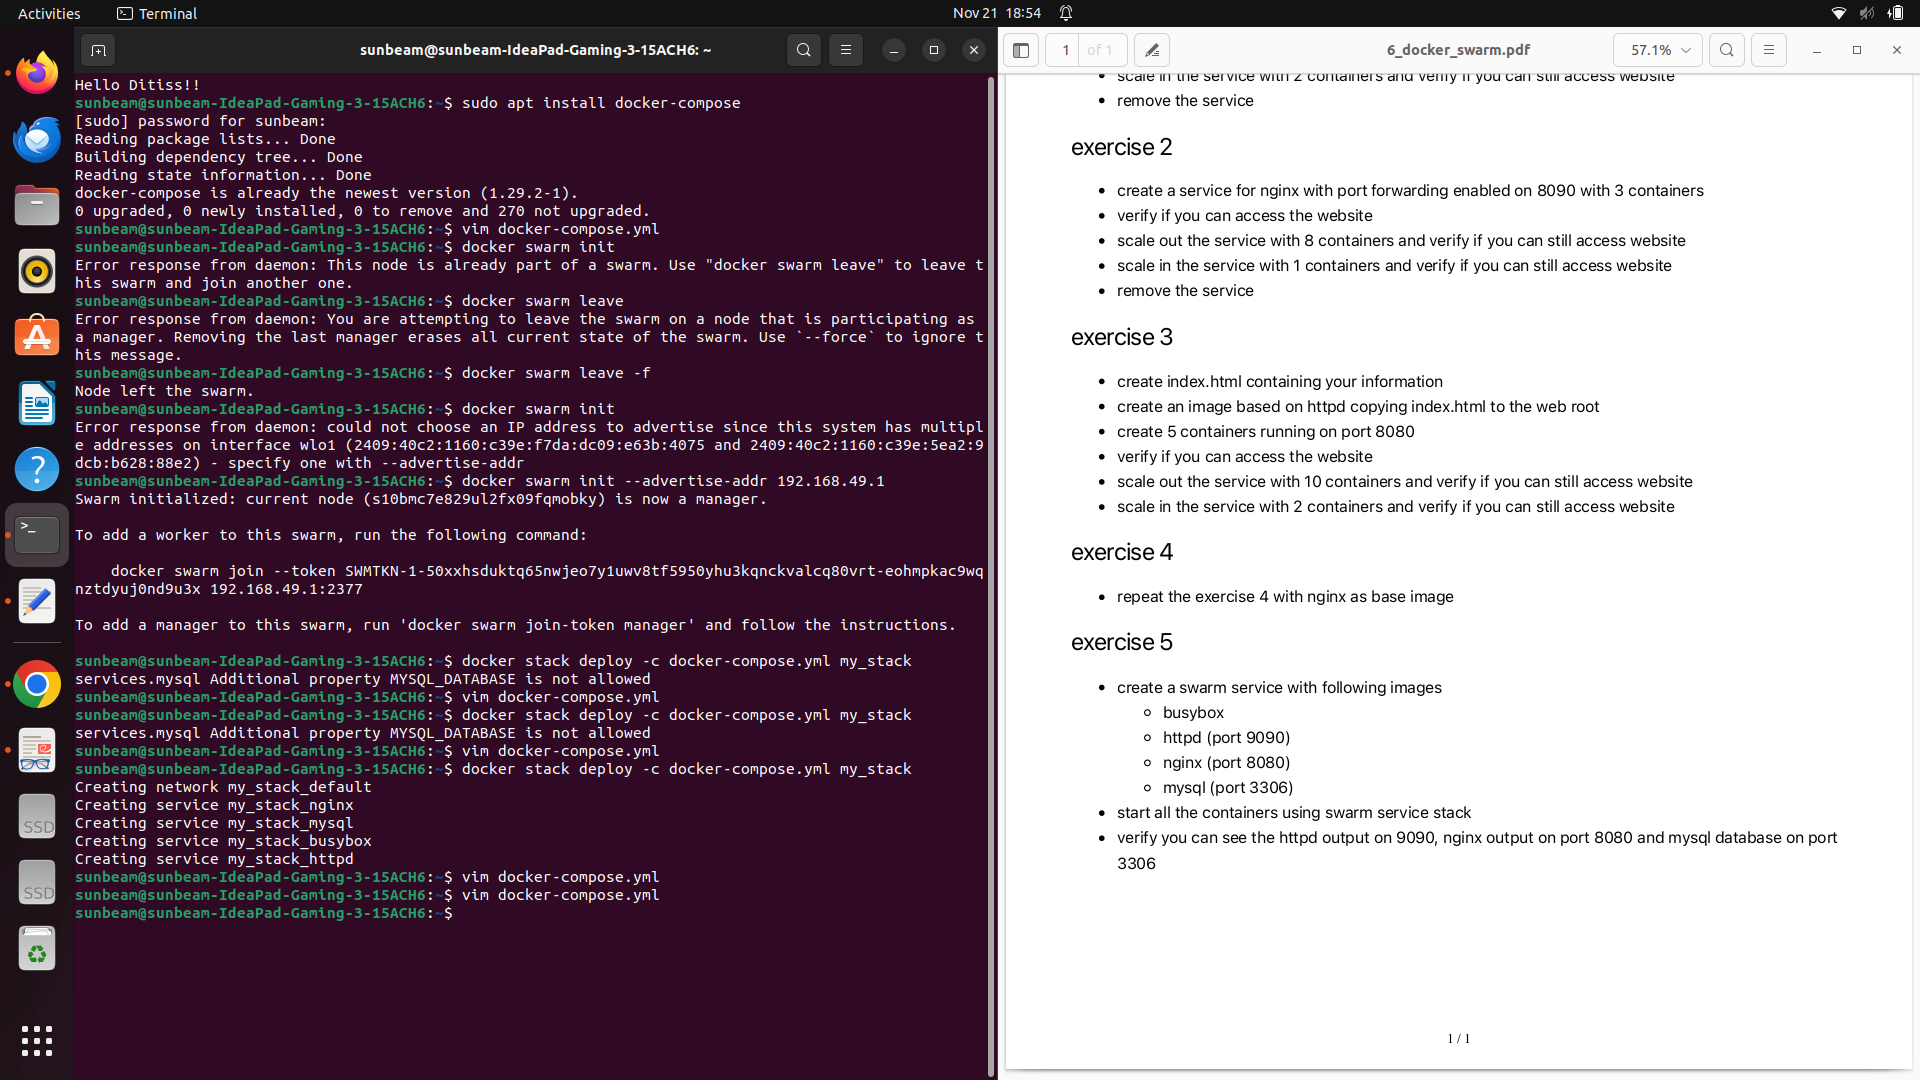 Activities
Terminal
Nov 21 18:54
sunbeam@sunbeam-IdeaPad-Gaming-3-15ACH6: ~
Hello Ditiss!!
sunbeam@sunbeam-IdeaPad-Gaming-3-15ACH6:~$ sudo apt install docker-compose
[sudo] password for sunbeam:
Reading package lists... Done
Building dependency tree... Done
Reading state information... Done
docker-compose is already the newest version (1.29.2-1).
0 upgraded, 0 newly installed, 0 to remove and 270 not upgraded.
sunbeam@sunbeam-IdeaPad-Gaming-3-15ACH6:~$ vim docker-compose.yml
sunbeam@sunbeam-IdeaPad-Gaming-3-15ACH6:~$ docker swarm init
Error response from daemon: This node is already part of a swarm. Use "docker swarm leave" to leave t
his swarm and join another one.
sunbeam@sunbeam-IdeaPad-Gaming-3-15ACH6:~$ docker swarm leave
Error response from daemon: You are attempting to leave the swarm on a node that is participating as
a manager. Removing the last manager erases all current state of the swarm. Use `--force` to ignore t
his message.
sunbeam@sunbeam-IdeaPad-Gaming-3-15ACH6:~$ docker swarm leave -f
Node left the swarm.
sunbeam@sunbeam-IdeaPad-Gaming-3-15ACH6:~$ docker swarm init
Error response from daemon: could not choose an IP address to advertise since this system has multipl
e addresses on interface wlo1 (2409:40c2:1160:c39e:f7da:dc09:e63b:4075 and 2409:40c2:1160:c39e:5ea2:9
dcb:b628:88e2) - specify one with --advertise-addr
sunbeam@sunbeam-IdeaPad-Gaming-3-15ACH6:~$ docker swarm init --advertise-addr 192.168.49.1
Swarm initialized: current node (s10bmc7e829ul2fx09fqmobky) is now a manager.
To add a worker to this swarm, run the following command:
docker swarm join --token SWMTKN-1-50xxhsduktq65nwjeo7y1uwv8tf5950yhu3kqnckvalcq80vrt-eohmpkac9wq
nztdyuj0nd9u3x 192.168.49.1:2377
To add a manager to this swarm, run 'docker swarm join-token manager' and follow the instructions.
sunbeam@sunbeam-IdeaPad-Gaming-3-15ACH6:~$ docker stack deploy -c docker-compose.yml my_stack
services.mysql Additional property MYSQL_DATABASE is not allowed
sunbeam@sunbeam-IdeaPad-Gaming-3-15ACH6:~$ vim docker-compose.yml
sunbeam@sunbeam-IdeaPad-Gaming-3-15ACH6:~$ docker stack deploy -c docker-compose.yml my_stack
services.mysql Additional property MYSQL_DATABASE is not allowed
sunbeam@sunbeam-IdeaPad-Gaming-3-15ACH6:~$ vim docker-compose.yml
sunbeam@sunbeam-IdeaPad-Gaming-3-15ACH6:~$ docker stack deploy -c docker-compose.yml my_stack
Creating network my_stack_default
Creating service my_stack_nginx
Creating service my_stack_mysql
Creating service my_stack_busybox
Creating service my_stack_httpd
sunbeam@sunbeam-IdeaPad-Gaming-3-15ACH6:~$ vim docker-compose.yml
sunbeam@sunbeam-IdeaPad-Gaming-3-15ACH6:~$ vim docker-compose.yml
sunbeam@sunbeam-IdeaPad-Gaming-3-15ACH6:~$
SSD
SSD
1 of 1
6_docker_swarm.pdf
57.1%
• scale in the service with 2 containers and verify if you can still access website
• remove the service
exercise 2
• create a service for nginx with port forwarding enabled on 8090 with 3 containers
• verify if you can access the website
• scale out the service with 8 containers and verify if you can still access website
• scale in the service with 1 containers and verify if you can still access website
• remove the service
exercise 3
• create index.html containing your information
• create an image based on httpd copying index.html to the web root
• create 5 containers running on port 8080
• verify if you can access the website
• scale out the service with 10 containers and verify if you can still access website
• scale in the service with 2 containers and verify if you can still access website
exercise 4
• repeat the exercise 4 with nginx as base image
exercise 5
• create a swarm service with following images
◦ busybox
◦ httpd (port 9090)
◦ nginx (port 8080)
◦ mysql (port 3306)
• start all the containers using swarm service stack
• verify you can see the httpd output on 9090, nginx output on port 8080 and mysql database on port
3306
1 / 1